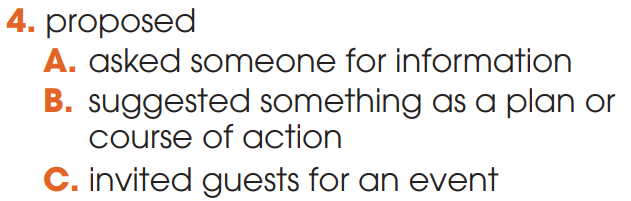 4. proposed
A. asked someone for information
B. suggested something as a plan or
course of action
C. invited guests for an event